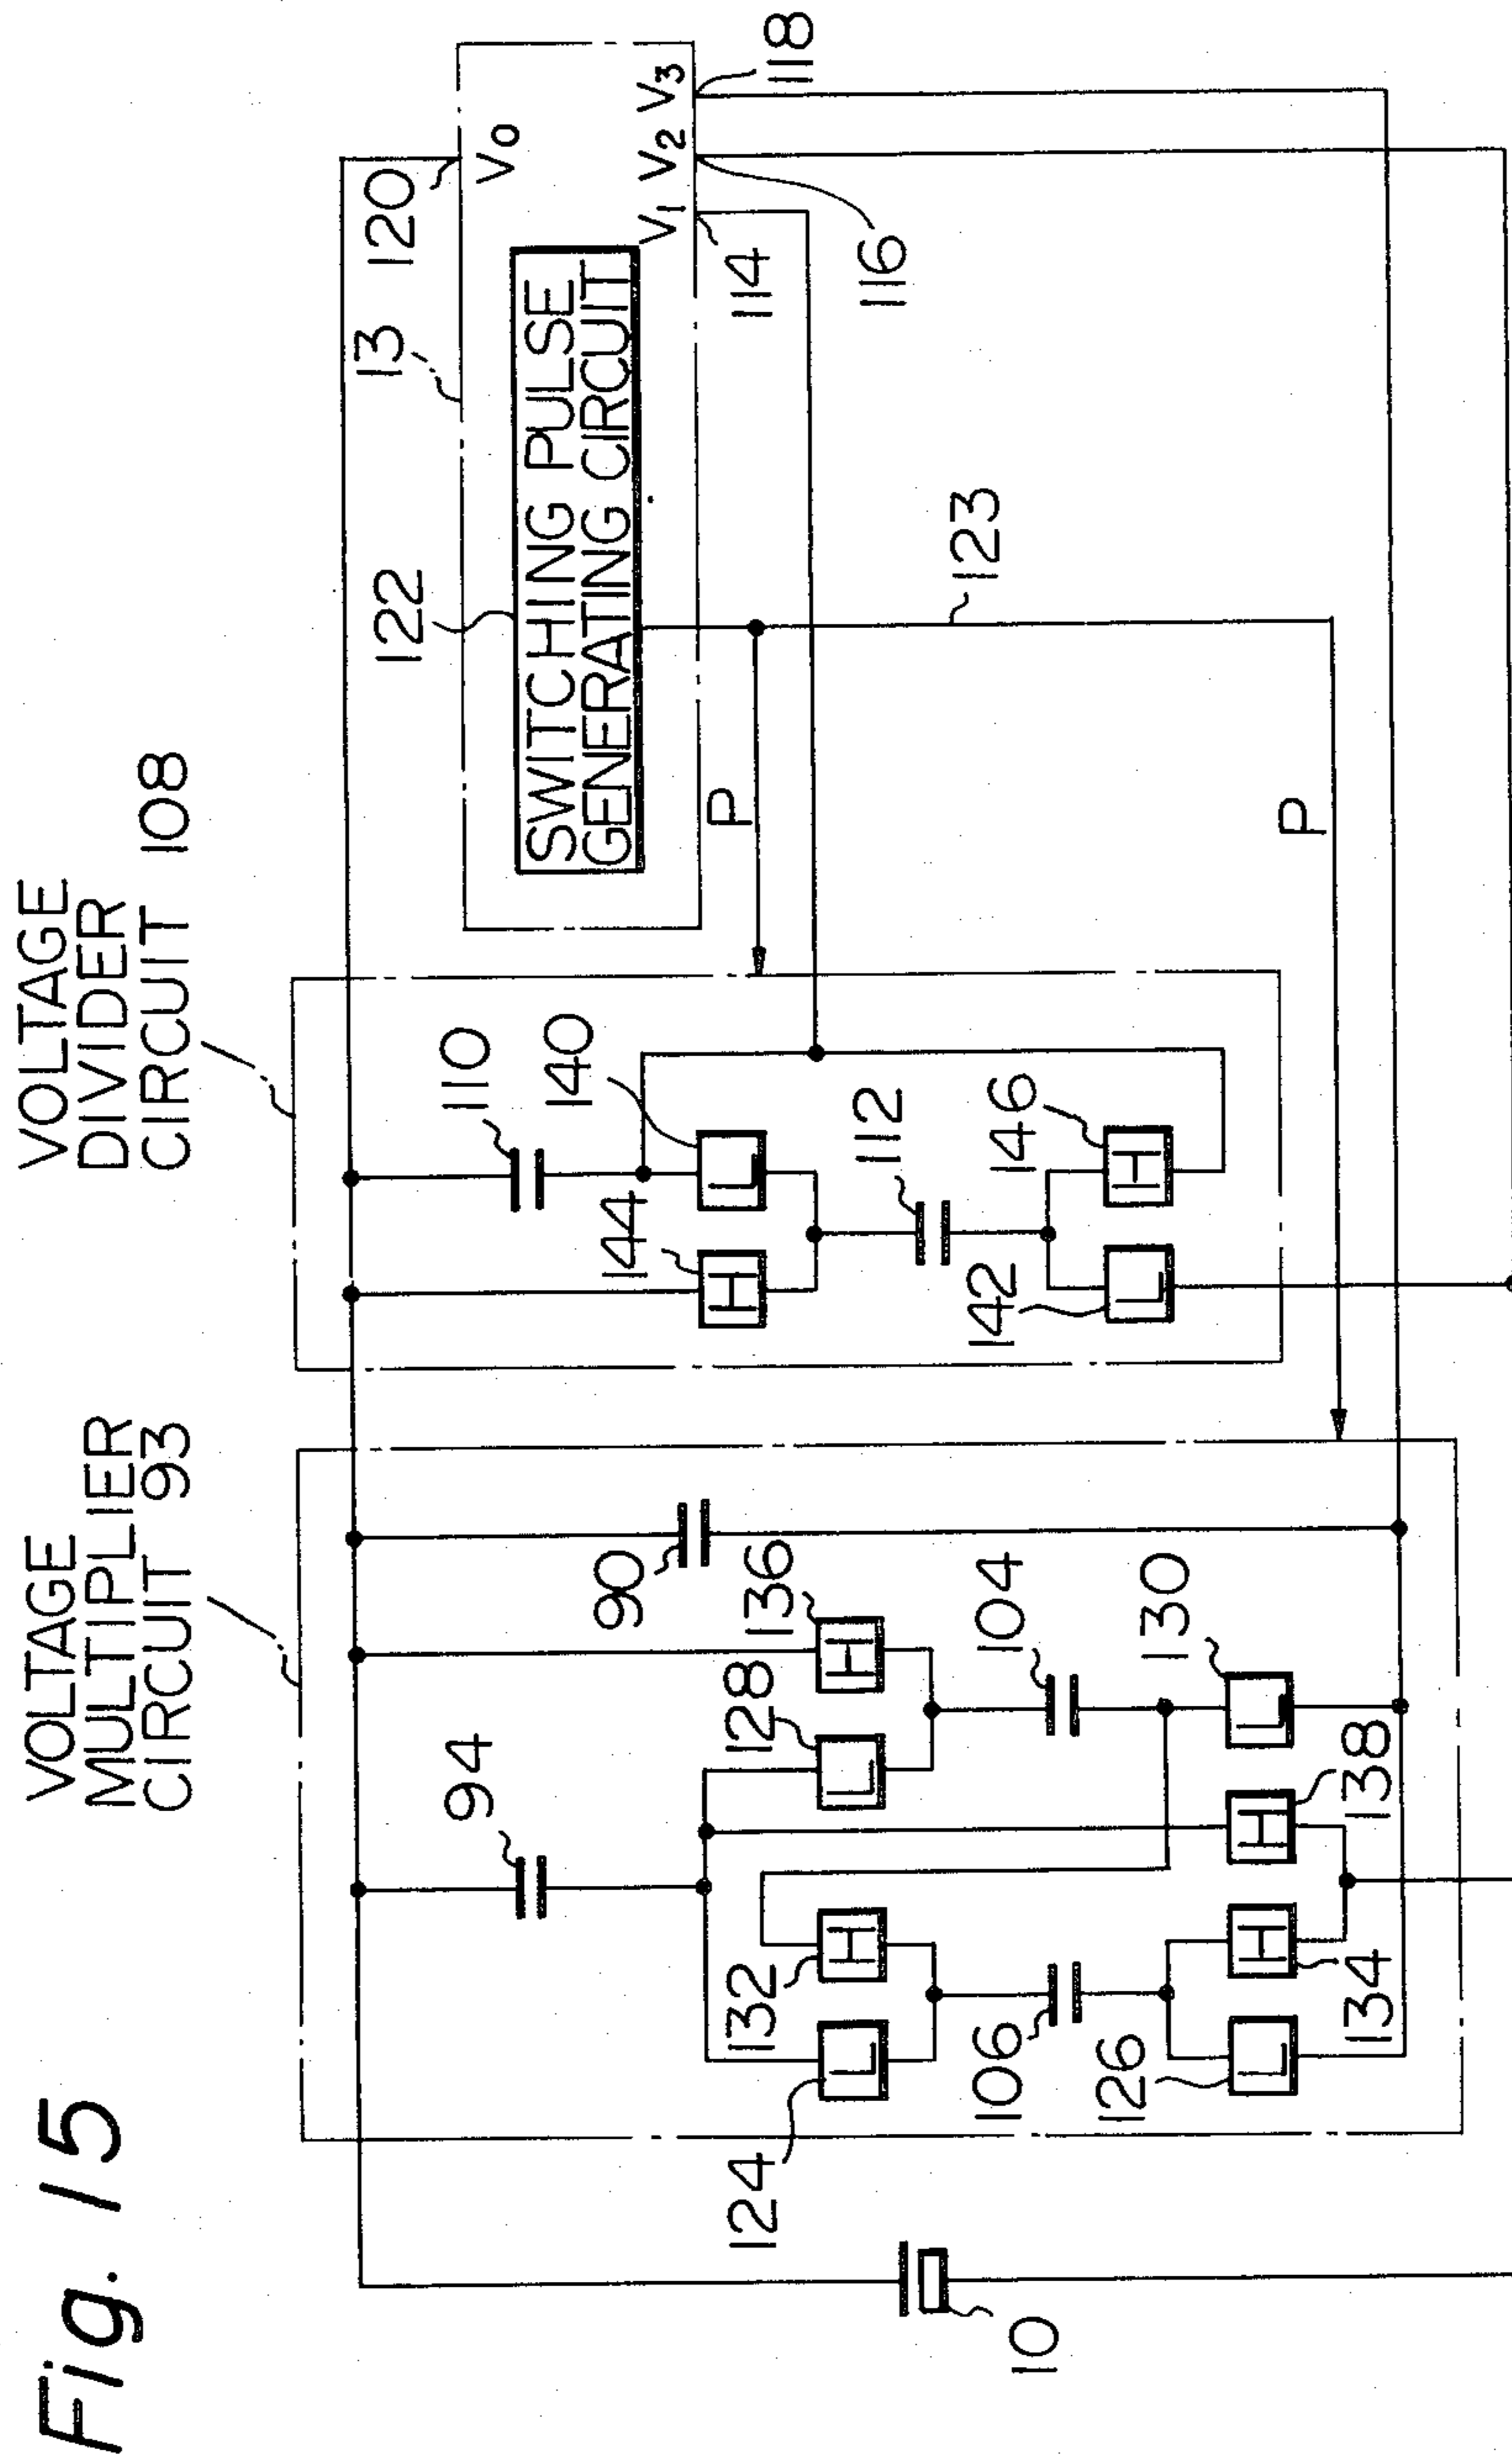 Fig. 15
VOLTAGE
MULTIPLIER
CIRCUIT 93
VOLTAGE
DIVIDER
CIRCUIT 108
94
90
124
132
128
136
106
104
126
134
138
130
10
110
144
140
112
142
146
122
13
120
V0
SWITCHING PULSE
GENERATING CIRCUIT
V1 V2 V3
114
116
118
P
123
P
L
H
L
H
L
H
H
L
H
L
L
H